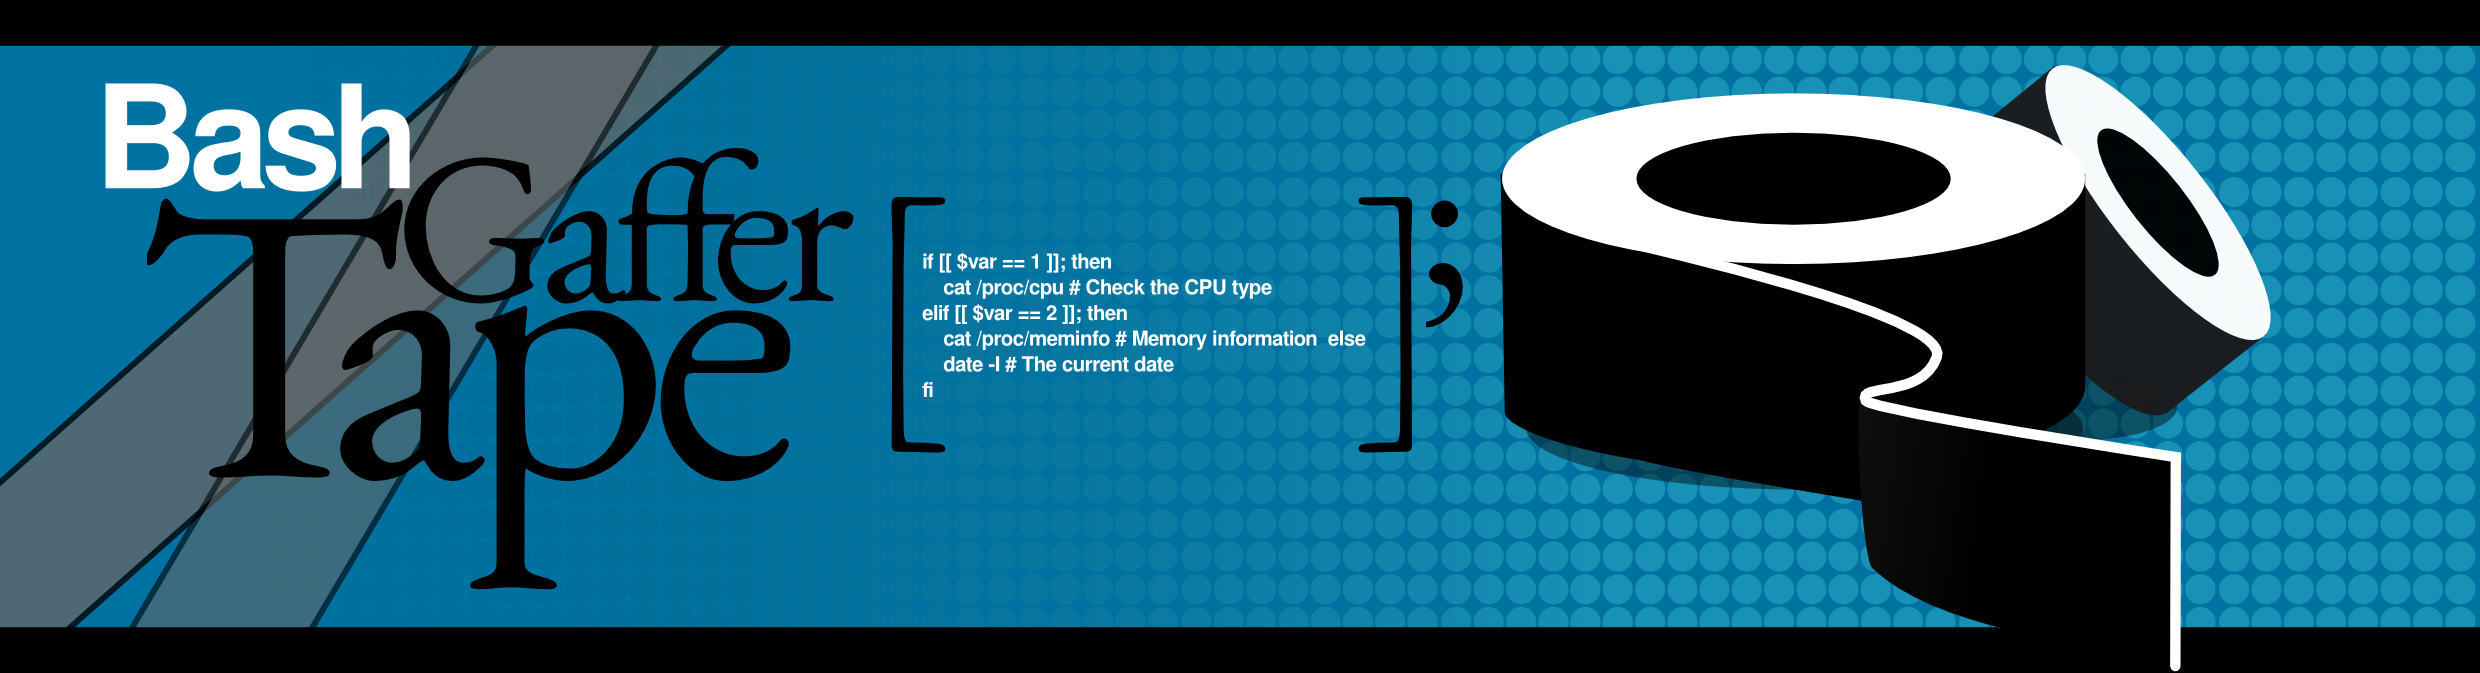 Bash
Gaffer
Tape
[ ];
if [[ $var == 1 ]]; then
cat /proc/cpu # Check the CPU type
elif [[ $var == 2 ]]; then
cat /proc/meminfo # Memory information  else
date -I # The current date
fi